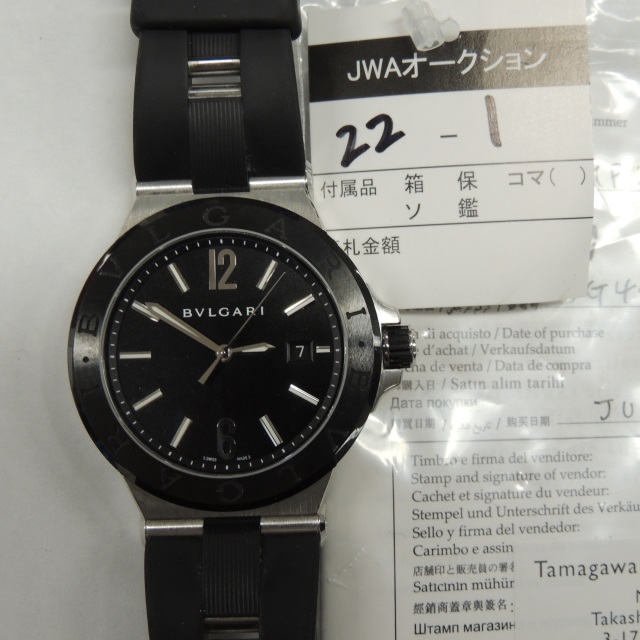 JWAオークション
22-1
付属品 箱 保 コマ( )
ソ 鑑
札金額
BVLGARI
BVLGARI
BVLGARI
12
7
6
acquisto / Date of purchase
d'achat / Verkaufsdatum
cha de venta / Data de compra
購入日 / Satın alım tarihi
Дата покупки
購買日期 / 购买日期
JU
Timbro e firma del venditore:
Stamp and signature of vendor:
Cachet et signature du vendeur:
Stempel und Unterschrift des Verkäu
Sello y firma del vendedor:
Carimbo e assin
店舗印と販売員の署名
Satıcının mühür
經銷商蓋章與簽名:
Штамп магазин
Tamagawa
Takash